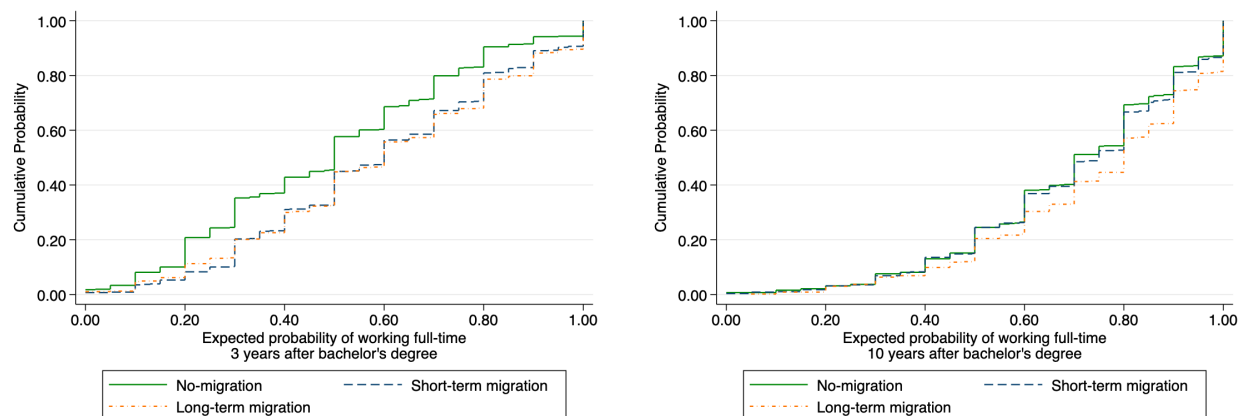 1.00
0.80
0.60
0.40
0.20
0.00
Cumulative Probability
0.00 0.20 0.40 0.60 0.80 1.00
Expected probability of working full-time
3 years after bachelor's degree
No-migration Short-term migration
Long-term migration
1.00
0.80
0.60
0.40
0.20
0.00
Cumulative Probability
0.00 0.20 0.40 0.60 0.80 1.00
Expected probability of working full-time
10 years after bachelor's degree
No-migration Short-term migration
Long-term migration